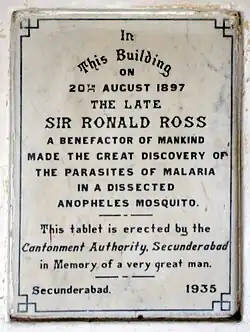 In
This Building
ON
20TH AUGUST 1897
THE LATE
SIR RONALD ROSS
A BENEFACTOR OF MANKIND
MADE THE GREAT DISCOVERY OF
THE PARASITES OF MALARIA
IN A DISSECTED
ANOPHELES MOSQUITO.
This tablet is erected by the
Cantonment Authority, Secunderabad
in Memory of a very great man.
Secunderabad. 1935